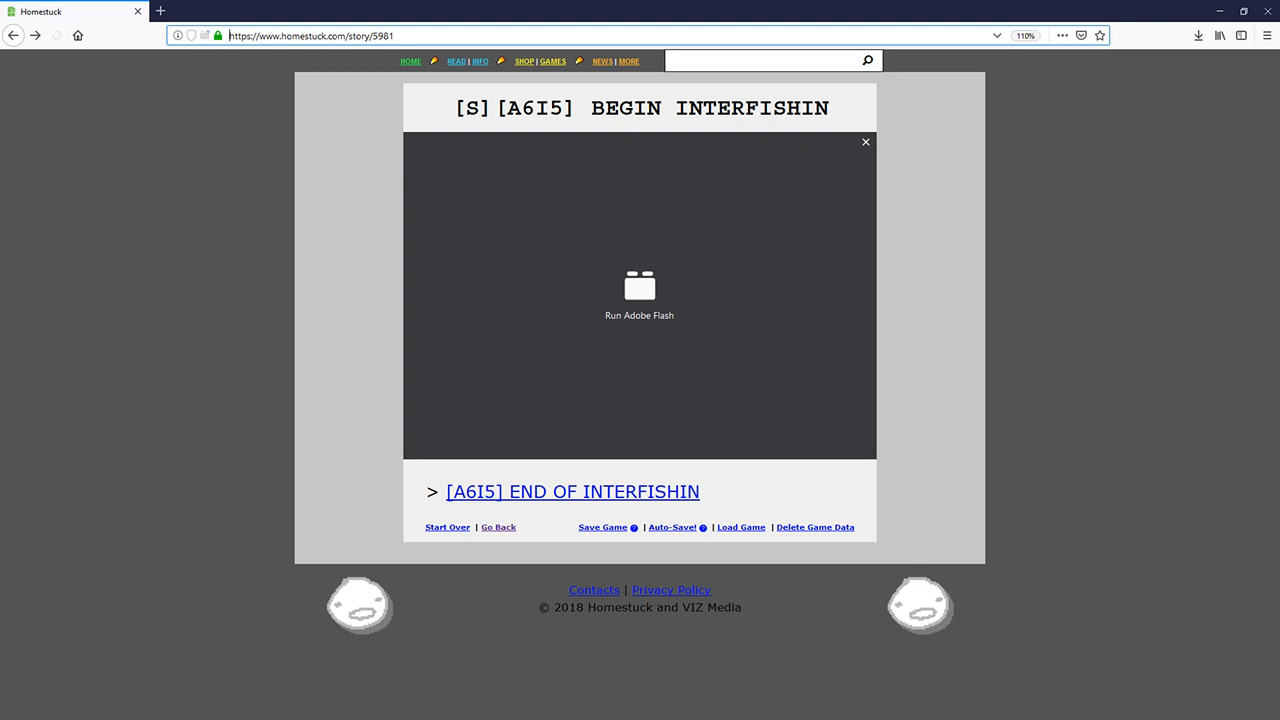 Homestuck
https://www.homestuck.com/story/5981
110%
HOME READ | INFO SHOP | GAMES NEWS | MORE
[S][A6I5] BEGIN INTERFISHIN
Run Adobe Flash
> [A6I5] END OF INTERFISHIN
Start Over | Go Back Save Game ? | Auto-Save! ? | Load Game | Delete Game Data
Contacts | Privacy Policy
© 2018 Homestuck and VIZ Media